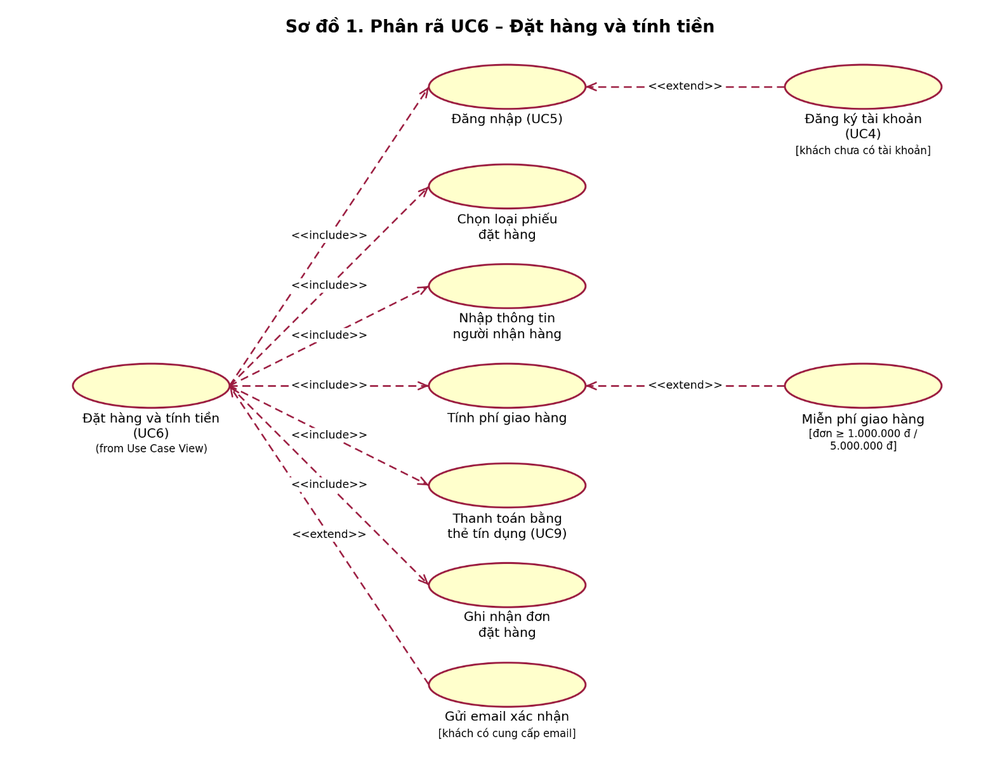 Sơ đồ 1. Phân rã UC6 – Đặt hàng và tính tiền
<<extend>>
Đăng nhập (UC5)
Đăng ký tài khoản
(UC4)
[khách chưa có tài khoản]
Chọn loại phiếu
đặt hàng
<<include>>
<<include>>
Nhập thông tin
người nhận hàng
<<include>>
<<include>>
<<extend>>
Đặt hàng và tính tiền
(UC6)
(from Use Case View)
Tính phí giao hàng
Miễn phí giao hàng
[đơn ≥ 1.000.000 đ /
5.000.000 đ]
<<include>>
<<include>>
Thanh toán bằng
thẻ tín dụng (UC9)
<<extend>>
Ghi nhận đơn
đặt hàng
Gửi email xác nhận
[khách có cung cấp email]